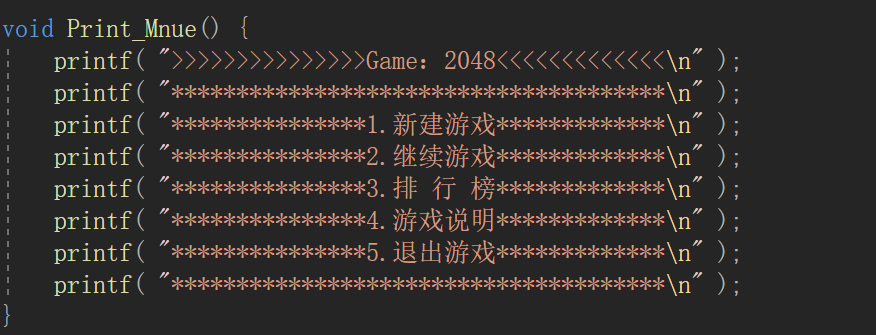 void Print_Mnue() {
printf( ">>>>>>>>>>>>>>>Game：2048<<<<<<<<<<<<<\n" );
printf( "**************************************\n" );
printf( "***************1.新建游戏*************\n" );
printf( "***************2.继续游戏*************\n" );
printf( "***************3.排 行 榜*************\n" );
printf( "***************4.游戏说明*************\n" );
printf( "***************5.退出游戏*************\n" );
printf( "**************************************\n" );
}